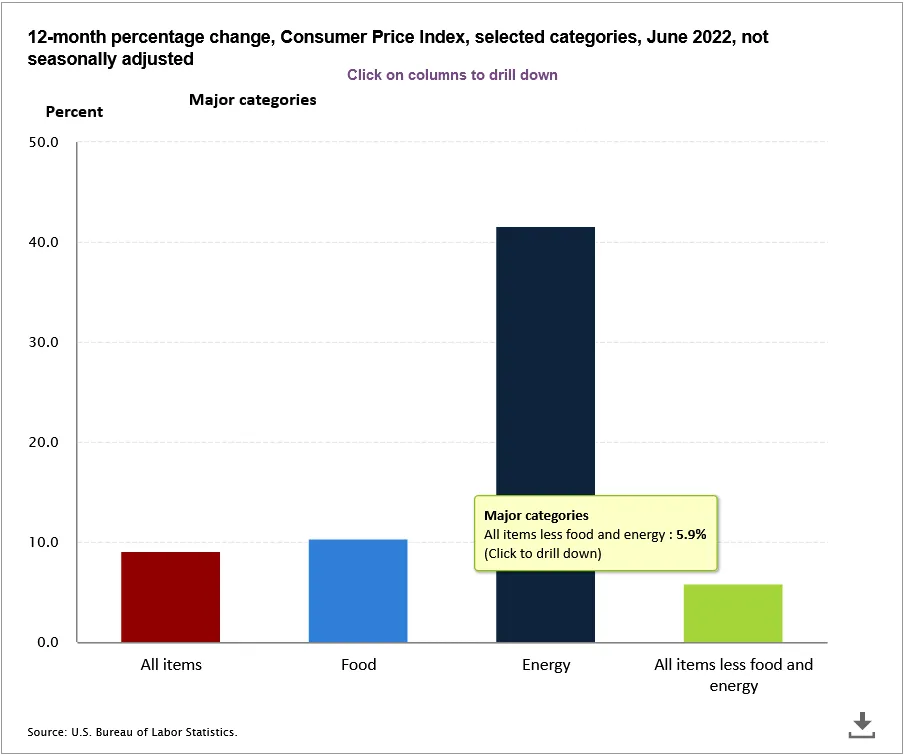 12-month percentage change, Consumer Price Index, selected categories, June 2022, not
seasonally adjusted
Click on columns to drill down
Major categories
Percent
50.0
40.0
30.0
20.0
10.0
0.0
Major categories
All items less food and energy : 5.9%
(Click to drill down)
All items
Food
Energy
All items less food and
energy
Source: U.S. Bureau of Labor Statistics.